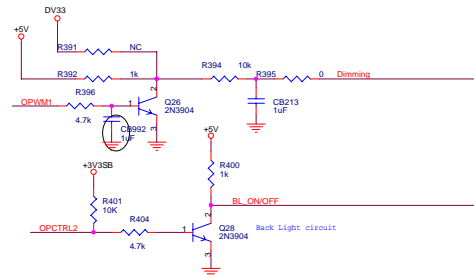 DV33
+5V
R391
NC
R392
1k
R394
10k
R395
0
Dimming
OPWM1
R396
4.7k
1
2
3
Q26
2N3904
CB992
1uF
CB213
1uF
+5V
R400
1k
+3V3SB
R401
10K
BL_ON/OFF
OPCTRL2
R404
4.7k
1
2
3
Q28
2N3904
Back Light circuit